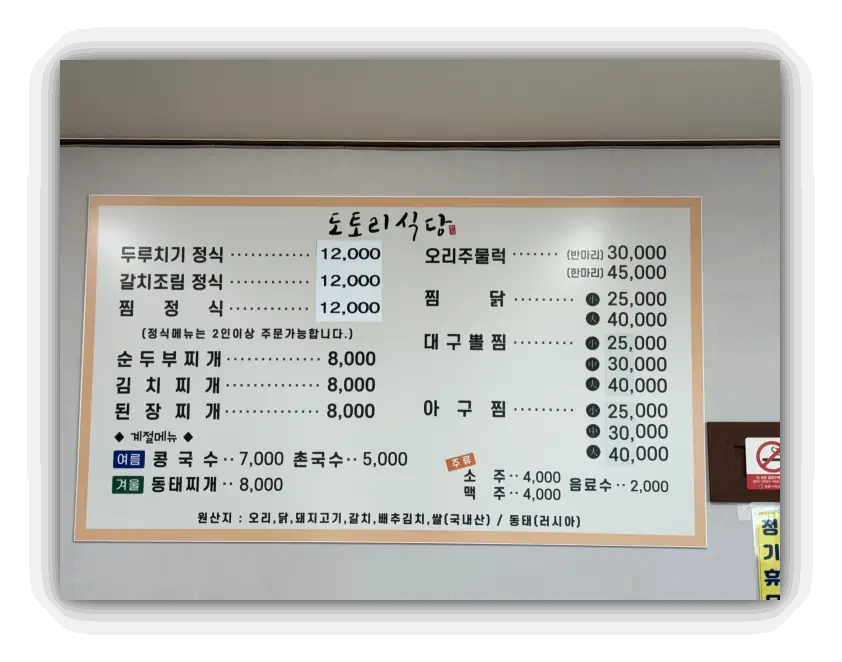 도토리식당
두루치기 정식 ············ 12,000
갈치조림 정식 ············ 12,000
찜 정 식 ············ 12,000
(정식메뉴는 2인이상 주문가능합니다.)
순두부찌개 ·············· 8,000
김 치 찌 개 ·············· 8,000
된 장 찌 개 ·············· 8,000
◆ 계절메뉴 ◆
여름 콩 국 수 ·· 7,000 촌국수 ·· 5,000
겨울 동태찌개 ·· 8,000
오리주물럭 ······· (반마리) 30,000
(한마리) 45,000
찜 닭 ········· 小 25,000
大 40,000
대구뽈찜 ········· 小 25,000
中 30,000
大 40,000
아 구 찜 ········· 小 25,000
中 30,000
大 40,000
주류
소 주 ·· 4,000
맥 주 ·· 4,000
음료수 ·· 2,000
원산지 : 오리,닭,돼지고기,갈치,배추김치,쌀(국내산) / 동태(러시아)
정
기
휴